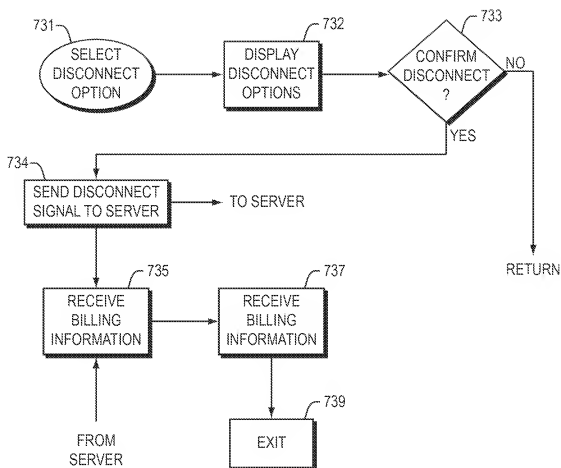 731
SELECT
DISCONNECT
OPTION
732
DISPLAY
DISCONNECT
OPTIONS
733
CONFIRM
DISCONNECT
?
NO
YES
734
SEND DISCONNECT
SIGNAL TO SERVER
TO SERVER
RETURN
735
RECEIVE
BILLING
INFORMATION
737
RECEIVE
BILLING
INFORMATION
739
EXIT
FROM
SERVER